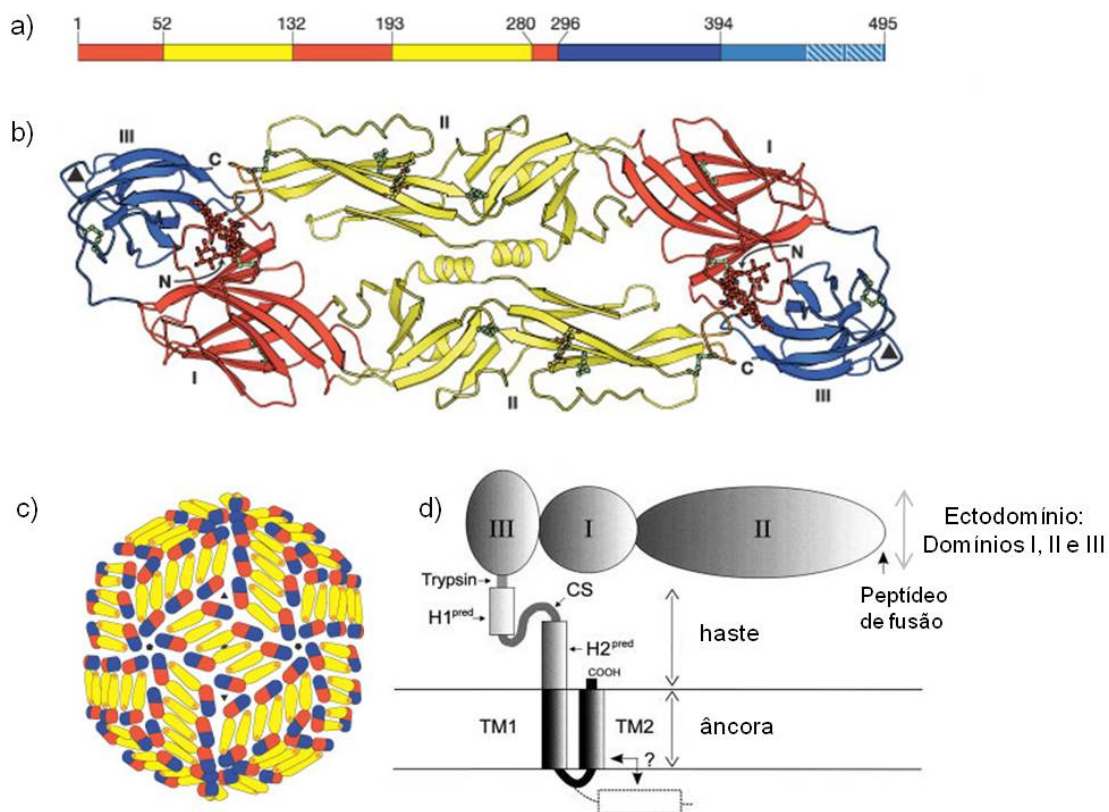 a)
1 52 132 193 280 296 394 495
b)
III
C
II
I
N
N
I
II
C
III
c)
d)
III
I
II
Ectodomínio:
Domínios I, II e III
Trypsin
CS
Peptídeo
de fusão
H1pred
haste
H2pred
COOH
TM1
TM2
âncora
?